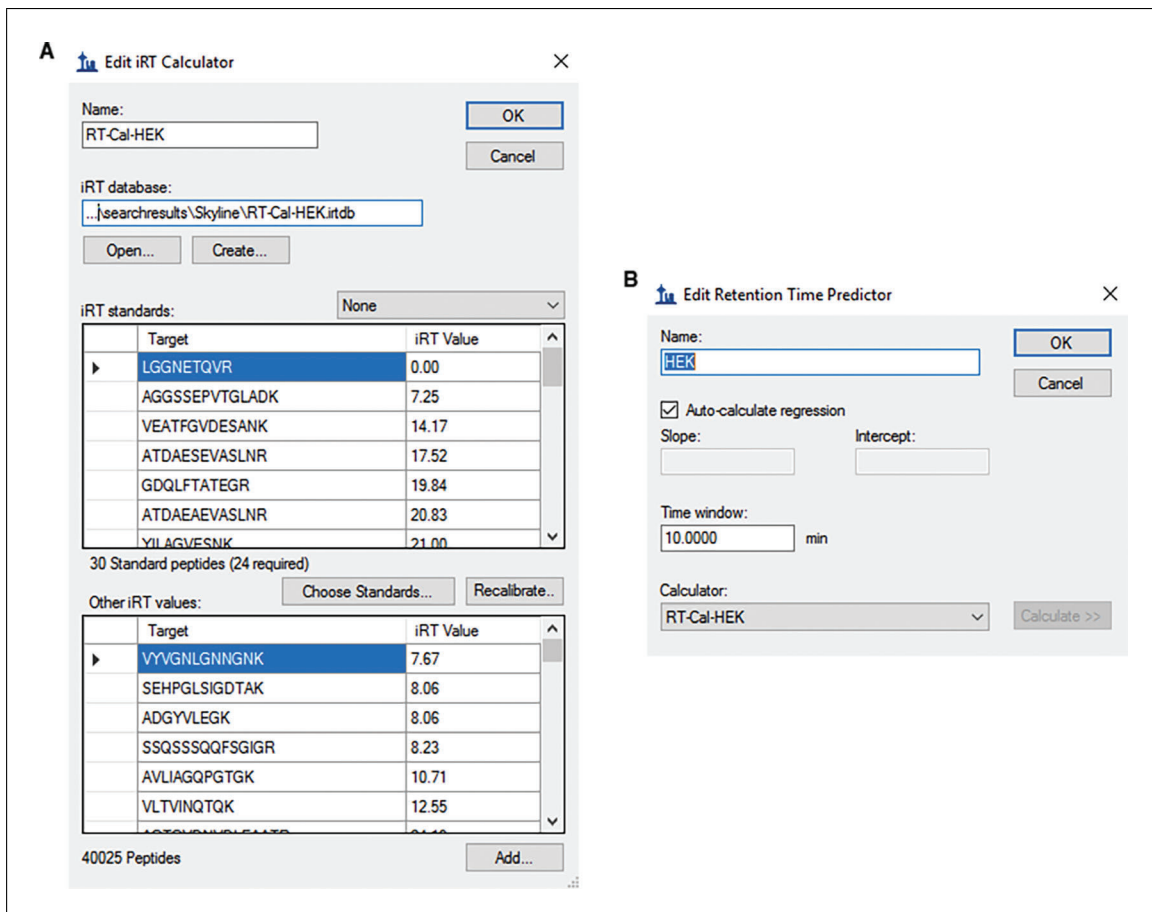 A
Edit iRT Calculator
Name:
RT-Cal-HEK
OK
Cancel
iRT database:
...\searchresults\Skyline\RT-Cal-HEK.irtdb
Open...
Create...
iRT standards:
None
Target iRT Value
LGGNETQVR 0.00
AGGSSEPVTGLADK 7.25
VEATFGVDESANK 14.17
ATDAESEVASLNR 17.52
GDQLFTATEGR 19.84
ATDAEAEVASLNR 20.83
YILAGVESNK 21.00
30 Standard peptides (24 required)
Choose Standards...
Recalibrate..
Other iRT values:
Target iRT Value
VYVGNLGNNGNK 7.67
SEHPGLSIGDTAK 8.06
ADGYVLEGK 8.06
SSQSSSQQFSGIGR 8.23
AVLIAGQPGTGK 10.71
VLTVINQTQK 12.55
40025 Peptides
Add...
B
Edit Retention Time Predictor
Name:
HEK
OK
Cancel
Auto-calculate regression
Slope:
Intercept:
Time window:
10.0000 min
Calculator:
RT-Cal-HEK
Calculate >>